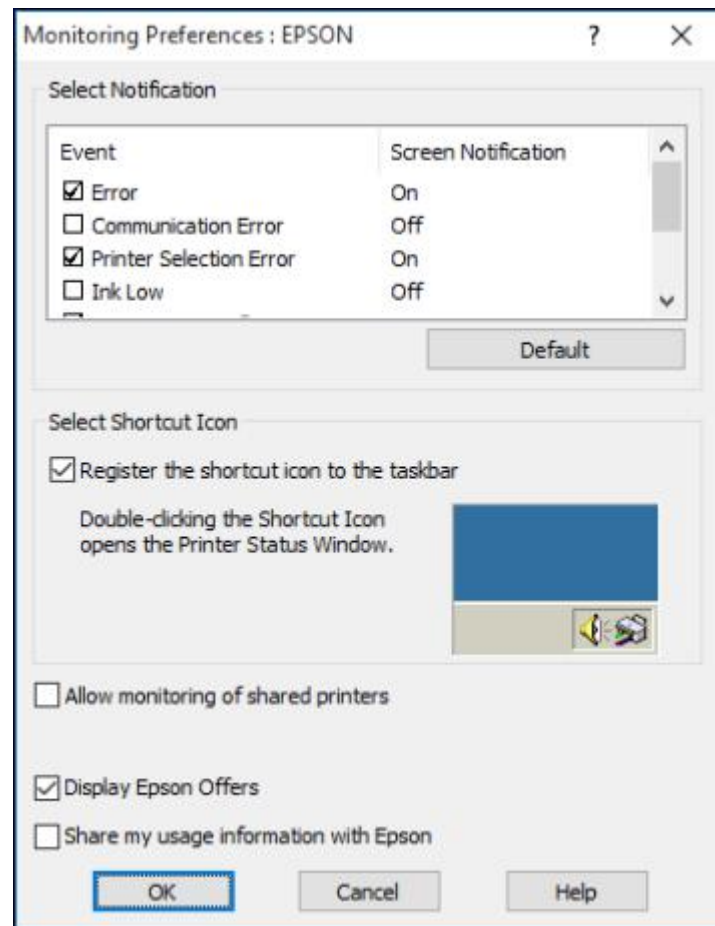 Monitoring Preferences : EPSON ? X
Select Notification
Event Screen Notification
Error On
Communication Error Off
Printer Selection Error On
Ink Low Off
Default
Select Shortcut Icon
Register the shortcut icon to the taskbar
Double-clicking the Shortcut Icon
opens the Printer Status Window.
Allow monitoring of shared printers
Display Epson Offers
Share my usage information with Epson
OK Cancel Help